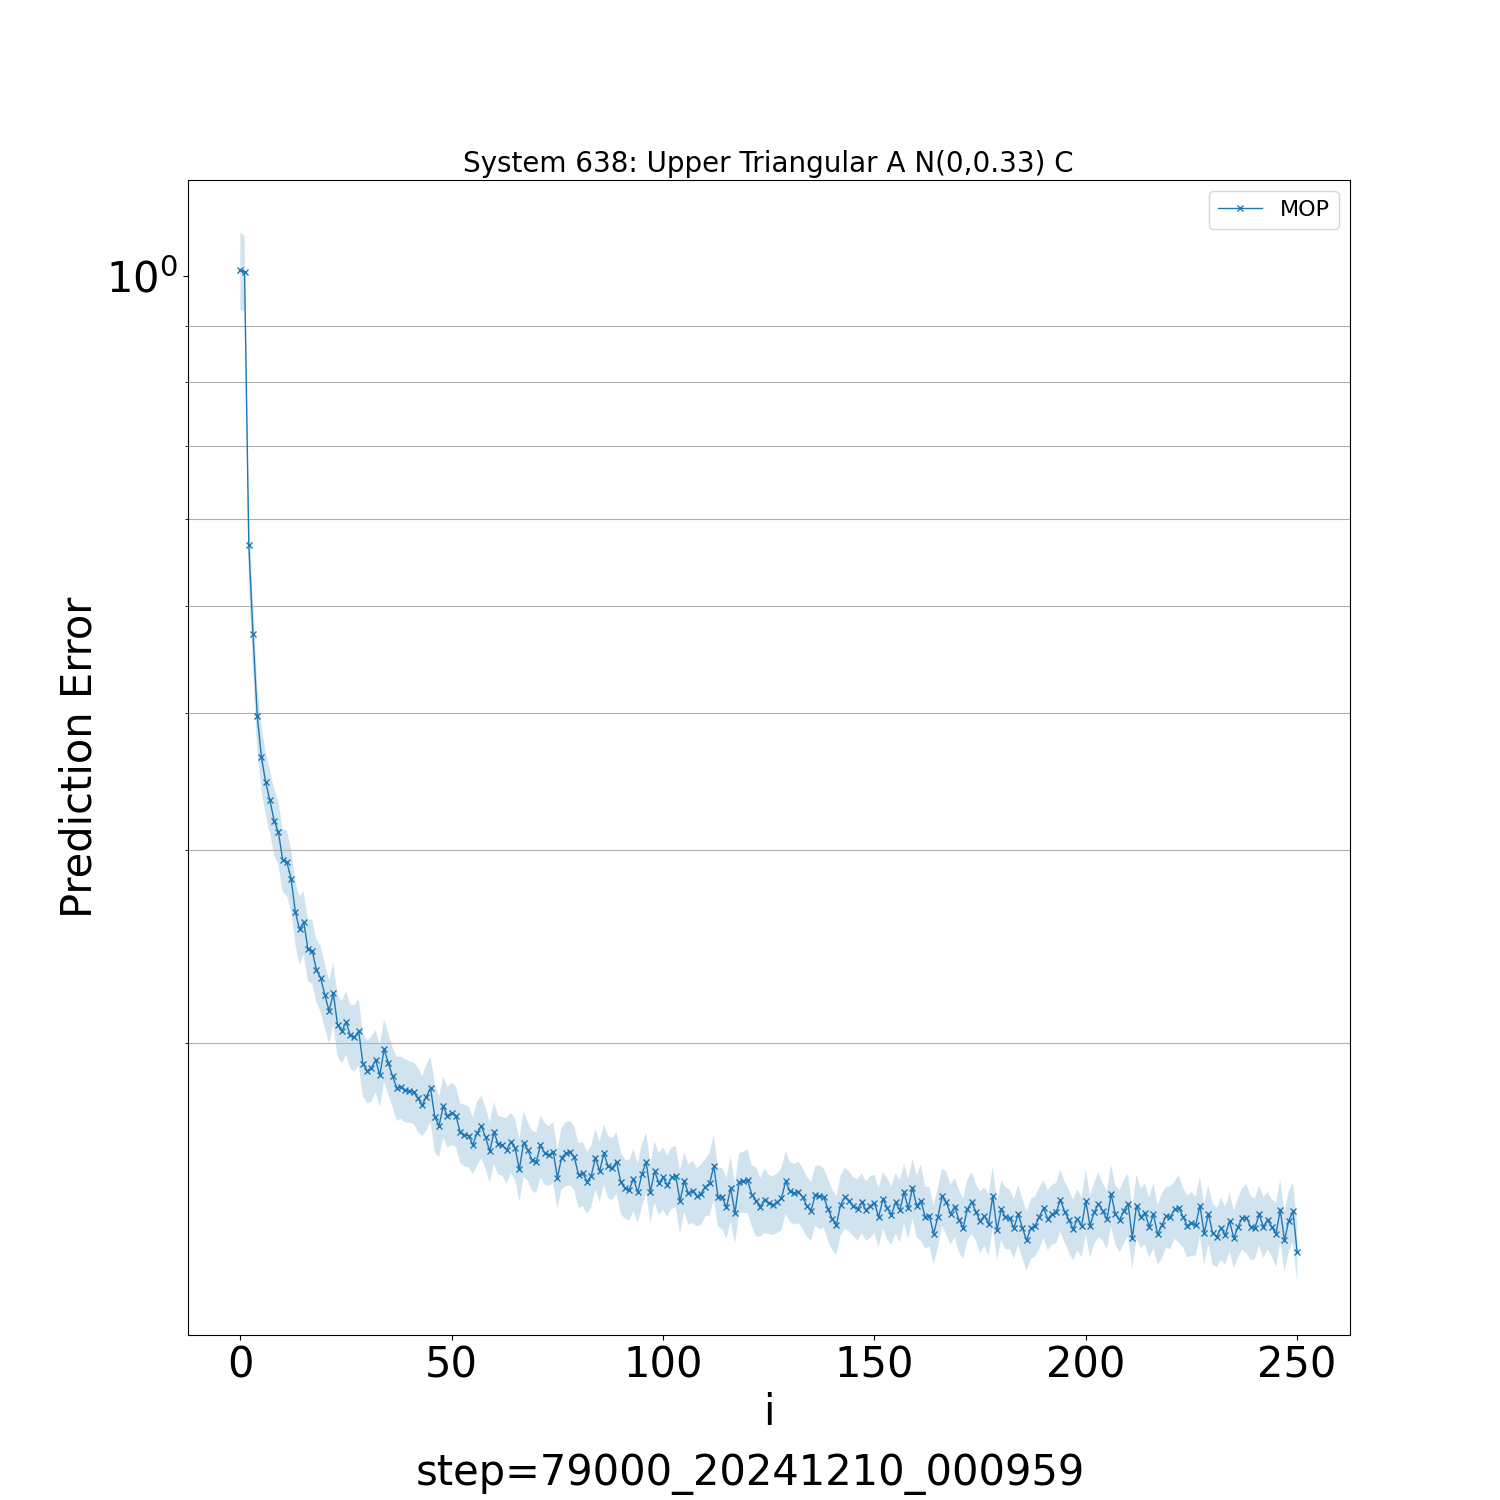 System 638: Upper Triangular A N(0,0.33) C
MOP
10⁰
Prediction Error
0 50 100 150 200 250
i
step=79000_20241210_000959